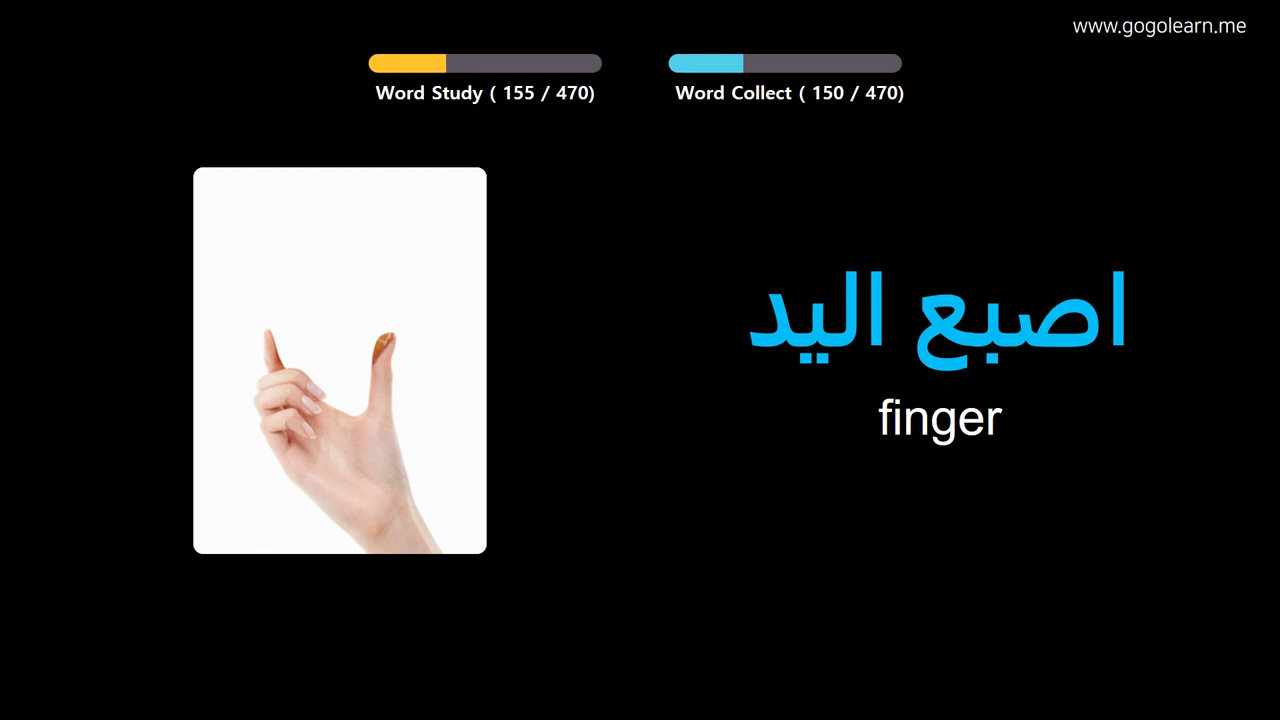 www.gogolearn.me
Word Study ( 155 / 470)
Word Collect ( 150 / 470)
اصبع اليد
finger